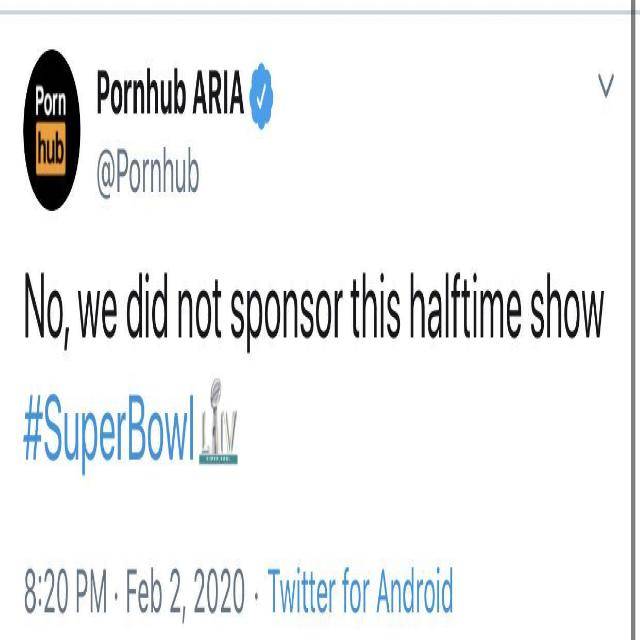 Porn
hub
Pornhub ARIA
@Pornhub
No, we did not sponsor this halftime show
#SuperBowl LIV
8:20 PM · Feb 2, 2020 · Twitter for Android